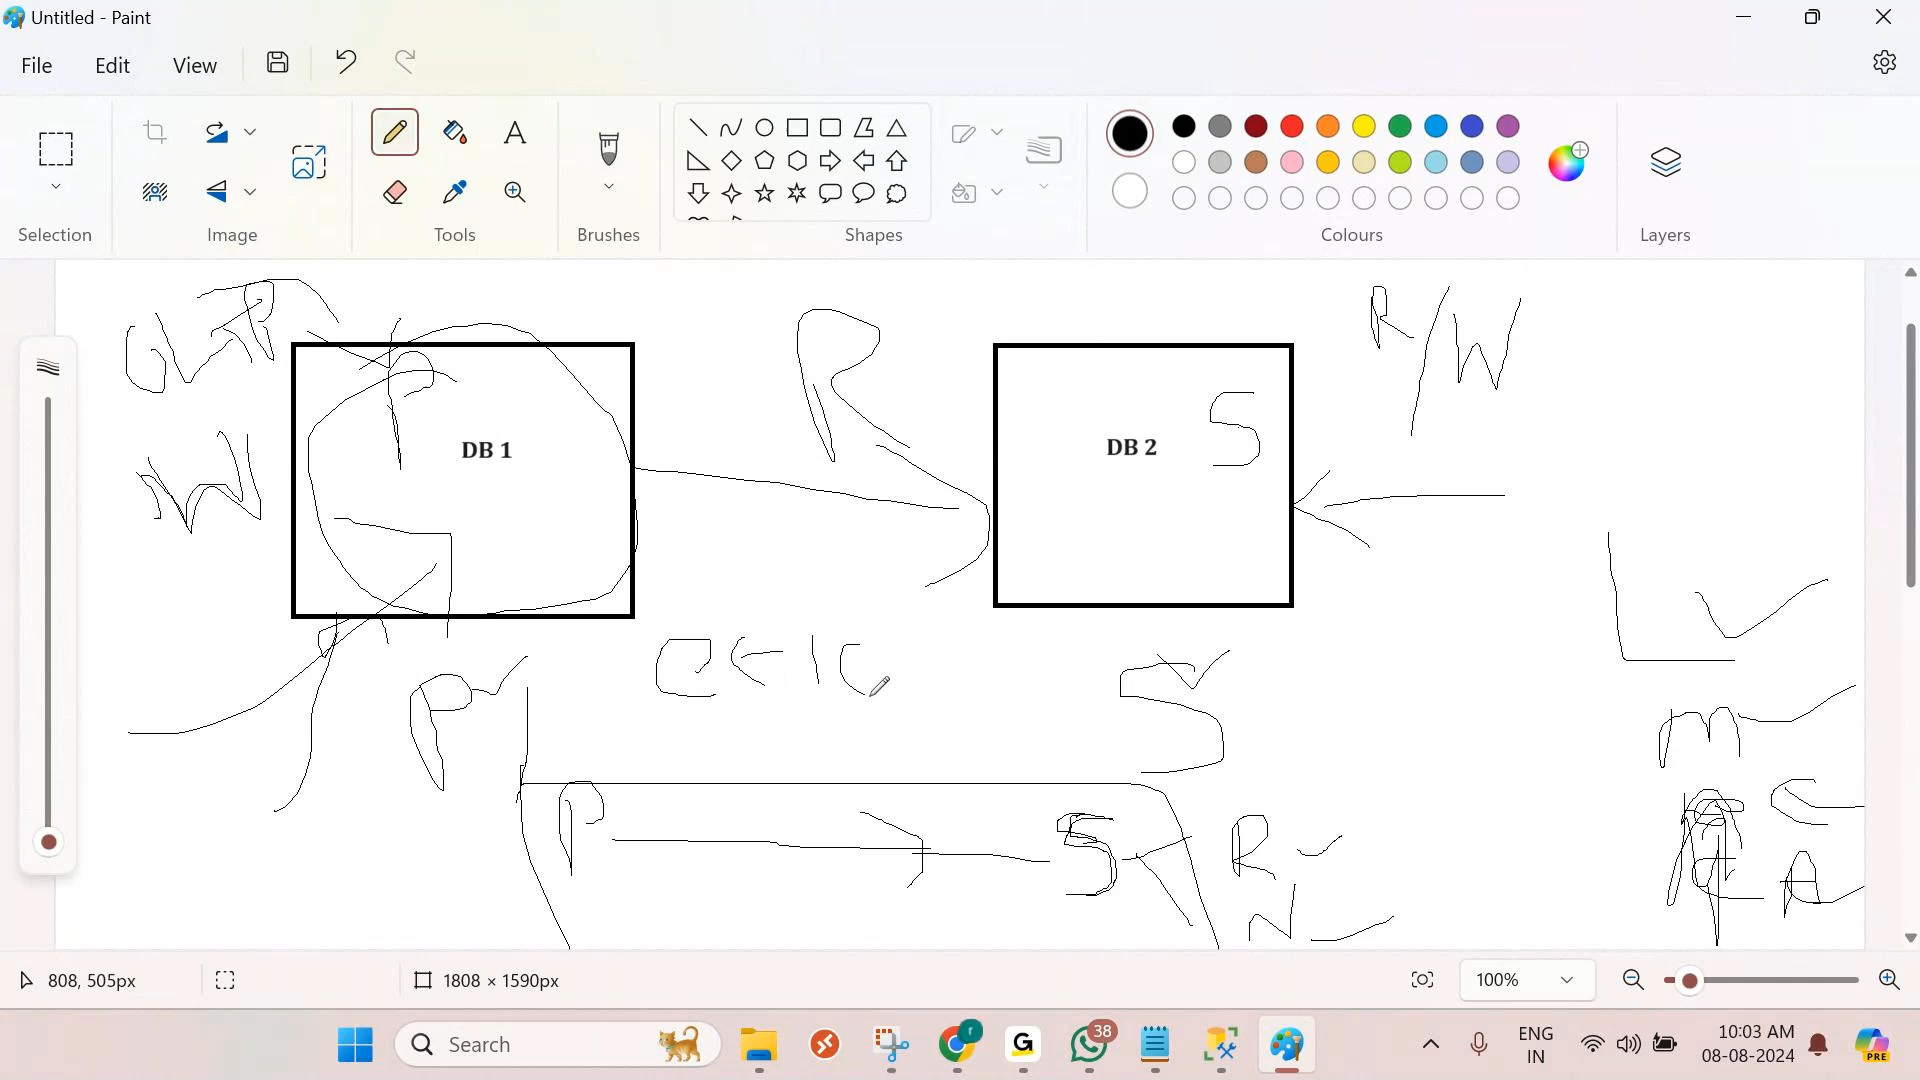 Untitled - Paint
File Edit View
Selection Image Tools Brushes Shapes Colours Layers
R
R/W
P
S
W
DB 1
DB 2
L
P
S
m
P
S
R
A
808, 505px
1808 × 1590px
100%
Search
38
ENG
IN
10:03 AM
08-08-2024
PRE